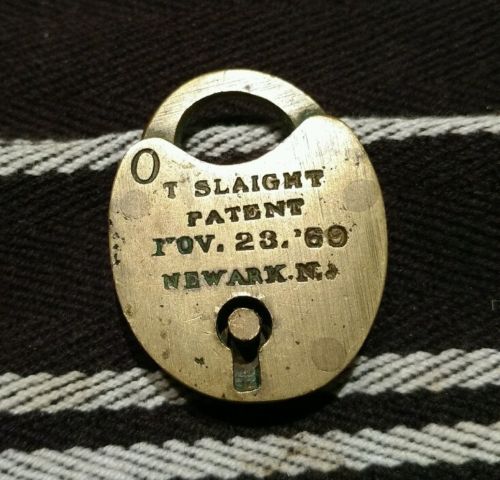 O
T SLAIGHT
PATENT
NOV. 23. '69
NEWARK. N.J